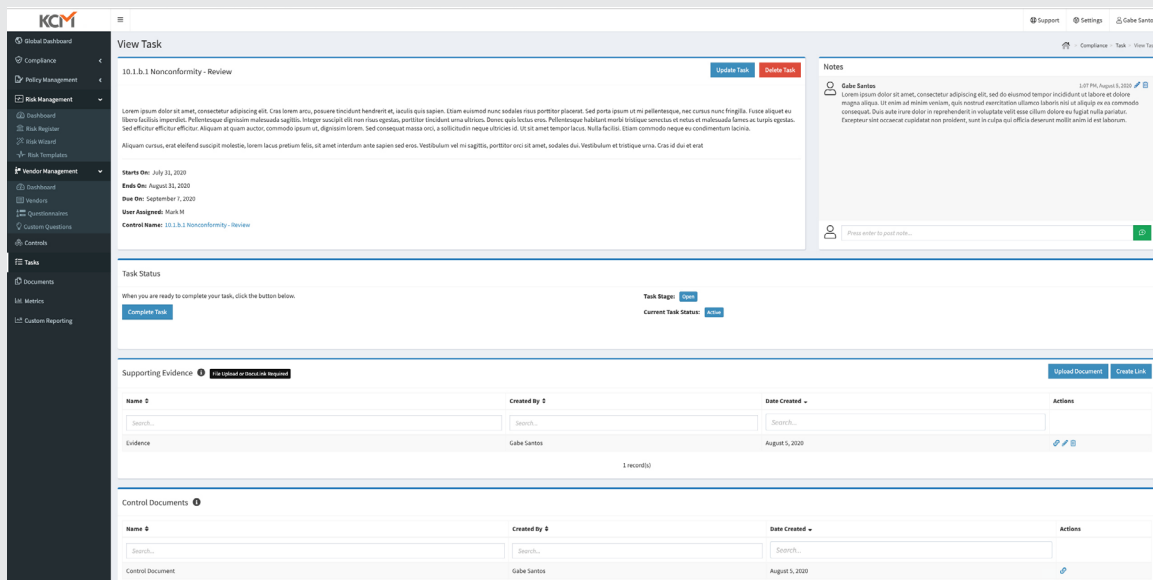 KCM
Support
Settings
Gabe Santo
Global Dashboard
Compliance
Policy Management
Risk Management
Dashboard
Risk Register
Risk Wizard
Risk Templates
Vendor Management
Dashboard
Vendors
Questionnaires
Custom Questions
Controls
Tasks
Documents
Metrics
Custom Reporting
View Task
Compliance > Task > View Tas
10.1.b.1 Nonconformity - Review
Update Task
Delete Task
Lorem ipsum dolor sit amet, consectetur adipiscing elit. Cras lorem arcu, posuere tincidunt hendrerit et, iaculis quis sapien. Etiam euismod nunc sodales risus porttitor placerat. Sed porta ipsum ut mi pellentesque, nec cursus nunc fringilla. Fusce aliquet eu
libero facilisis imperdiet. Pellentesque dignissim malesuada sagittis. Integer suscipit elit non risus egestas, porttitor tincidunt urna ultrices. Donec quis lectus eros. Pellentesque habitant morbi tristique senectus et netus et malesuada fames ac turpis egestas.
Sed efficitur efficitur efficitur. Aliquam at quam auctor, commodo ipsum ut, dignissim lorem. Sed consequat massa orci, a sollicitudin neque ultricies id. Ut sit amet tempor lacus. Nulla facilisi. Etiam commodo neque eu condimentum lacinia.
Aliquam cursus, erat eleifend suscipit molestie, lorem lacus pretium felis, sit amet interdum ante sapien sed eros. Vestibulum vel mi sagittis, porttitor orci sit amet, sodales dui. Vestibulum et tristique urna. Cras id dui et erat
Starts On: July 31, 2020
Ends On: August 31, 2020
Due On: September 7, 2020
User Assigned: Mark M
Control Name: 10.1.b.1 Nonconformity - Review
Notes
Gabe Santos
1:07 PM, August 5, 2020
Lorem ipsum dolor sit amet, consectetur adipiscing elit, sed do eiusmod tempor incididunt ut labore et dolore
magna aliqua. Ut enim ad minim veniam, quis nostrud exercitation ullamco laboris nisi ut aliquip ex ea commodo
consequat. Duis aute irure dolor in reprehenderit in voluptate velit esse cillum dolore eu fugiat nulla pariatur.
Excepteur sint occaecat cupidatat non proident, sunt in culpa qui officia deserunt mollit anim id est laborum.
Press enter to post note...
Task Status
When you are ready to complete your task, click the button below.
Complete Task
Task Stage: Open
Current Task Status: Active
Supporting Evidence
File Upload or DocuLink Required
Upload Document
Create Link
Name
Created By
Date Created
Actions
Search...
Search...
Search...
Evidence
Gabe Santos
August 5, 2020
1 record(s)
Control Documents
Name
Created By
Date Created
Actions
Search...
Search...
Search...
Control Document
Gabe Santos
August 5, 2020